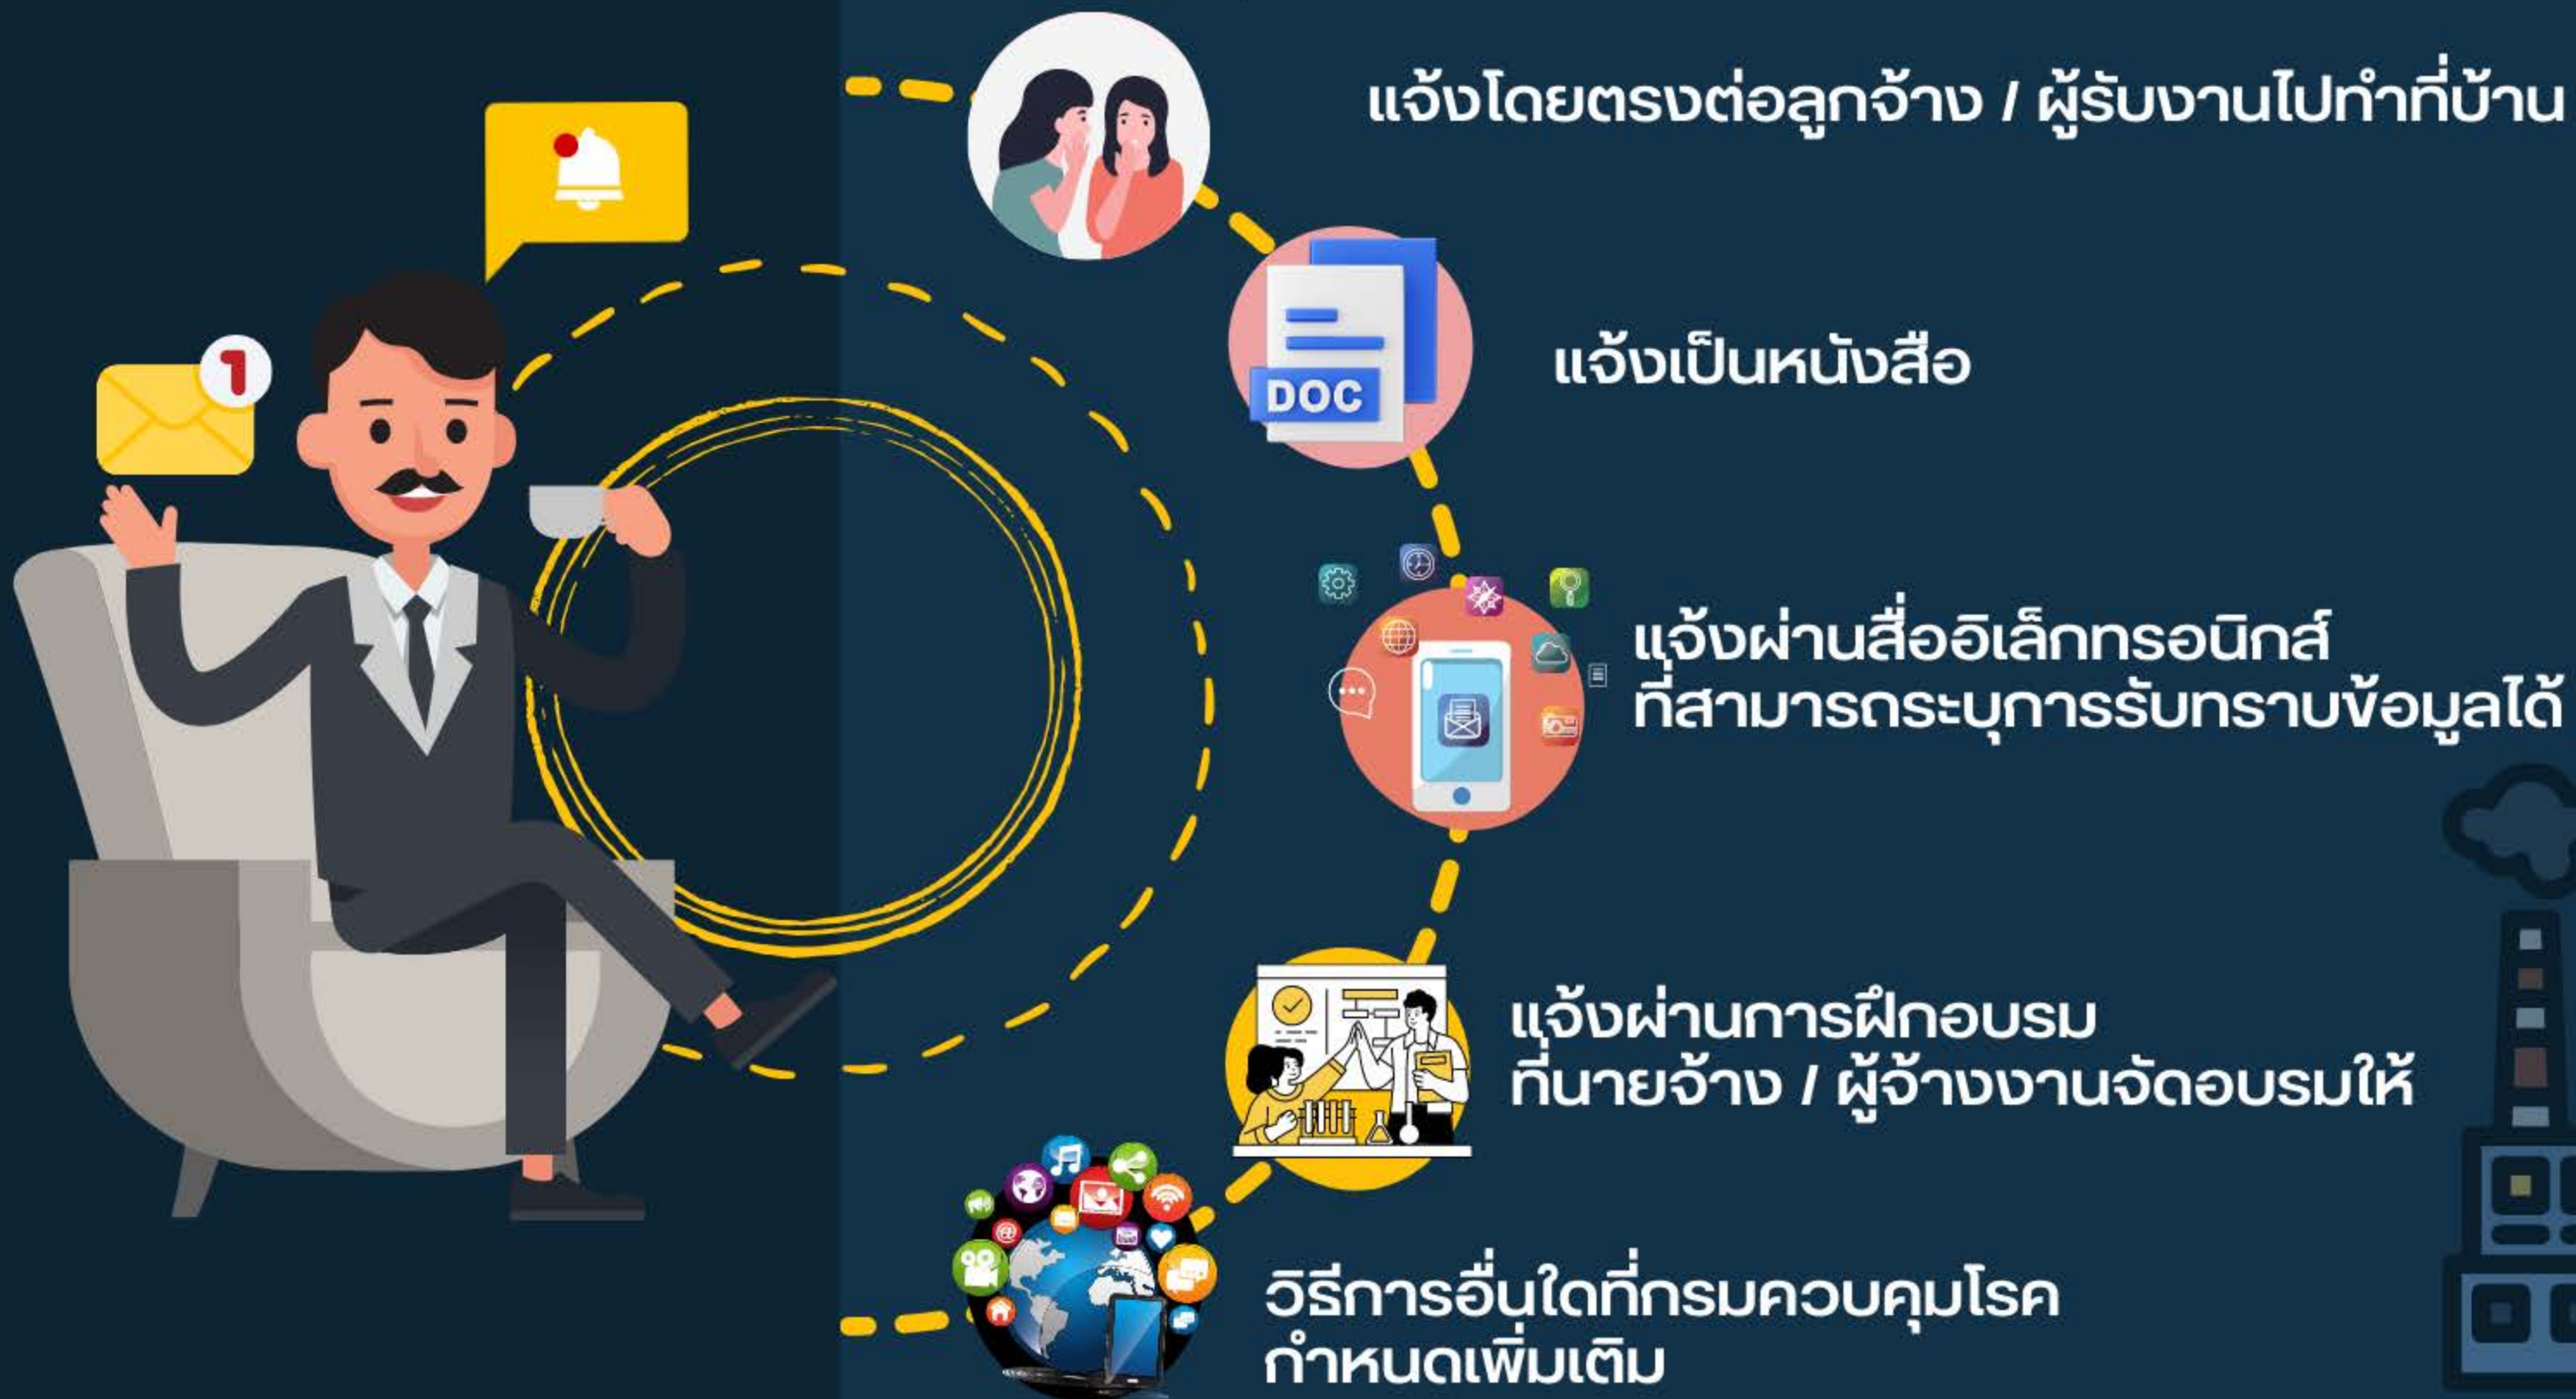 แจ้งโดยตรงต่อลูกจ้าง / ผู้รับงานไปทำที่บ้าน
1
DOC
แจ้งเป็นหนังสือ
แจ้งผ่านสื่ออิเล็กทรอนิกส์
ที่สามารถระบุการรับทราบข้อมูลได้
แจ้งผ่านการฝึกอบรม
ที่นายจ้าง / ผู้จ้างงานจัดอบรมให้
วิธีการอื่นใดที่กรมควบคุมโรค
กำหนดเพิ่มเติม